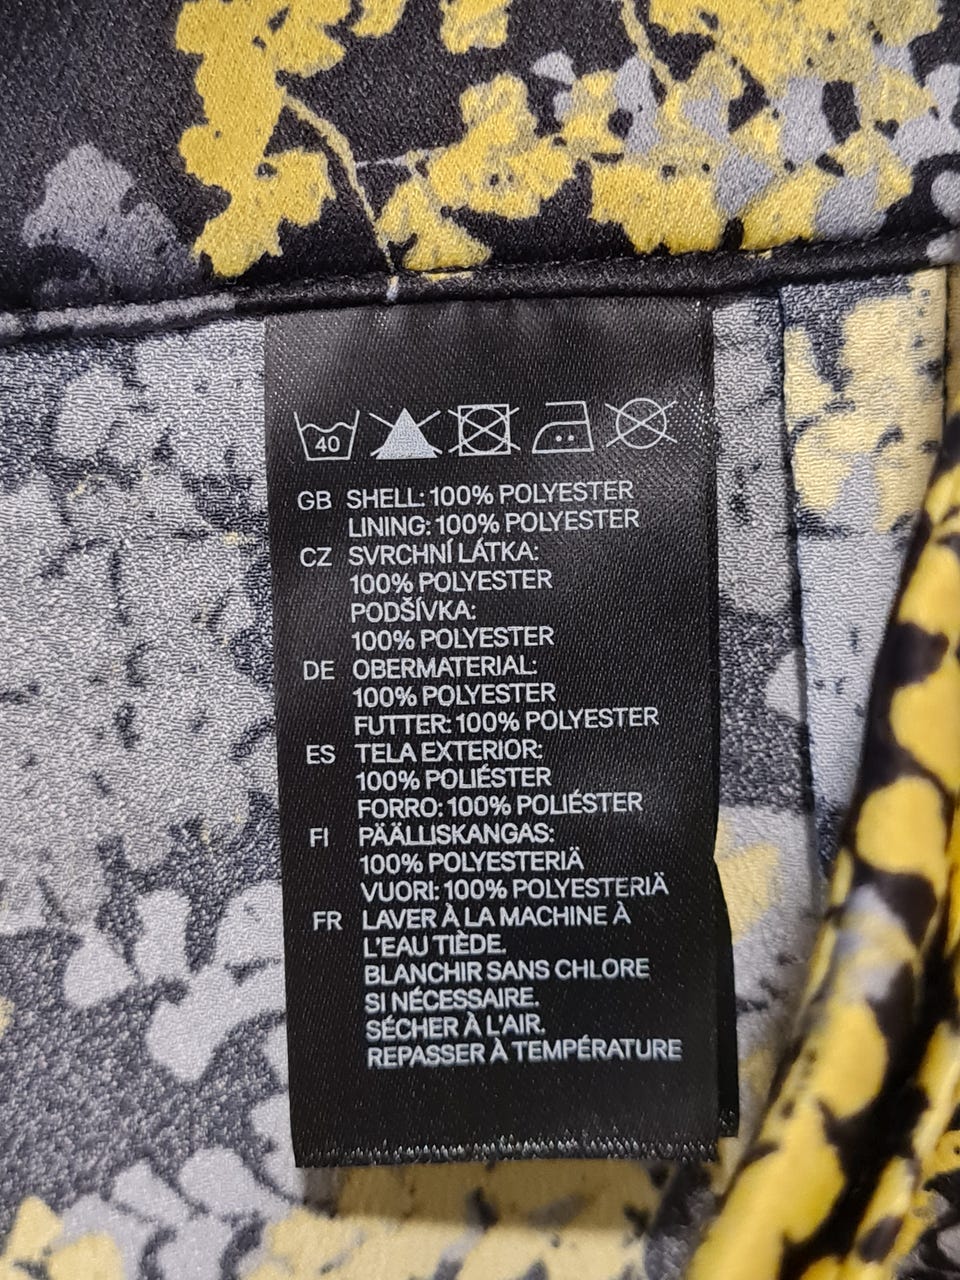 40
GB SHELL: 100% POLYESTER
LINING: 100% POLYESTER
CZ SVRCHNÍ LÁTKA:
100% POLYESTER
PODŠÍVKA:
100% POLYESTER
DE OBERMATERIAL:
100% POLYESTER
FUTTER: 100% POLYESTER
ES TELA EXTERIOR:
100% POLIÉSTER
FORRO: 100% POLIÉSTER
FI PÄÄLLISKANGAS:
100% POLYESTERIÄ
VUORI: 100% POLYESTERIÄ
FR LAVER À LA MACHINE À
L'EAU TIÈDE.
BLANCHIR SANS CHLORE
SI NÉCESSAIRE.
SÉCHER À L'AIR.
REPASSER À TEMPÉRATURE